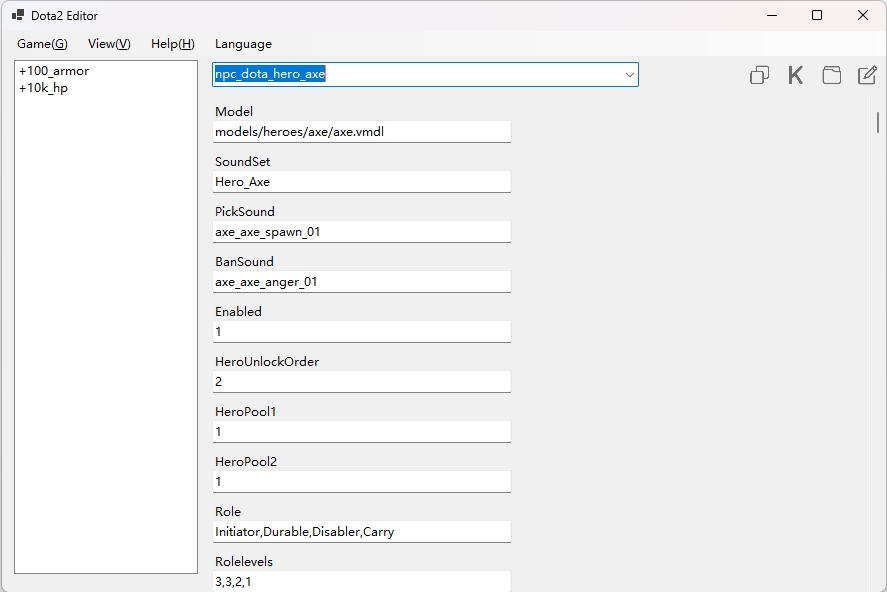 Dota2 Editor
Game(G) View(V) Help(H) Language
+100_armor
+10k_hp
npc_dota_hero_axe
K
Model
models/heroes/axe/axe.vmdl
SoundSet
Hero_Axe
PickSound
axe_axe_spawn_01
BanSound
axe_axe_anger_01
Enabled
1
HeroUnlockOrder
2
HeroPool1
1
HeroPool2
1
Role
Initiator,Durable,Disabler,Carry
Rolelevels
3,3,2,1